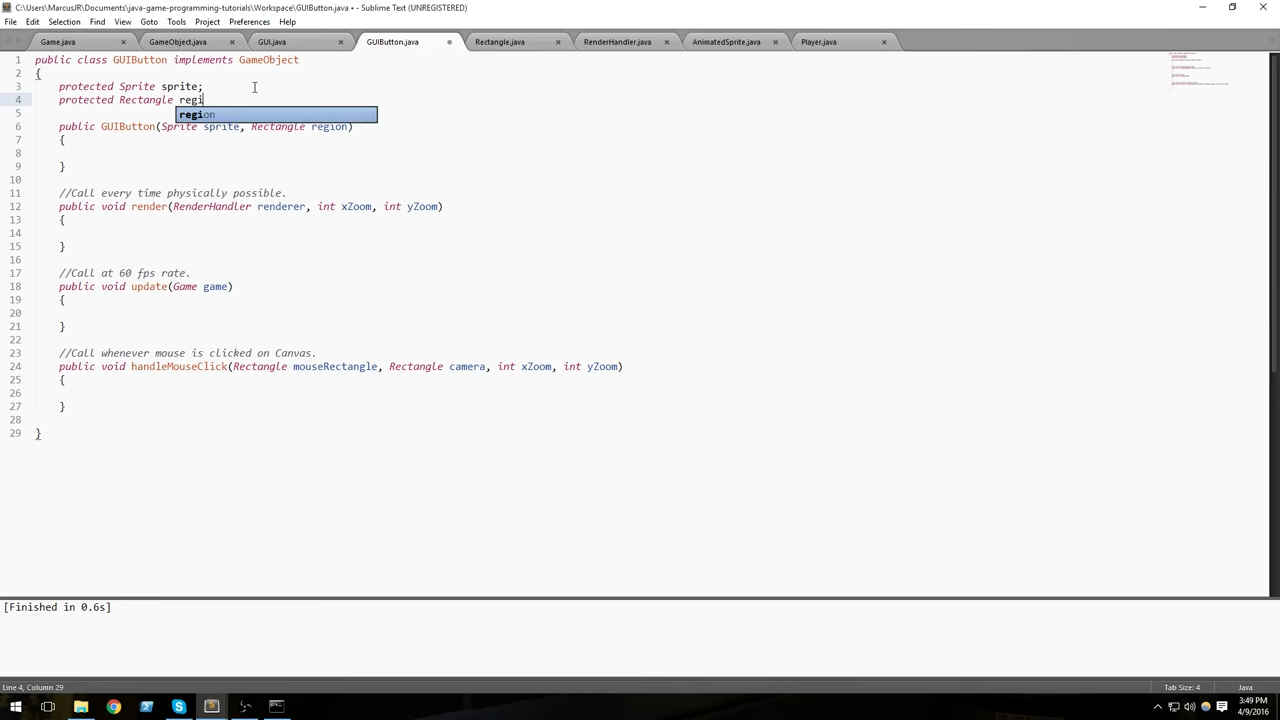 C:\Users\MarcusJR\Documents\java-game-programming-tutorials\Workspace\GUIButton.java • - Sublime Text (UNREGISTERED)
File Edit Selection Find View Goto Tools Project Preferences Help
Game.java GameObject.java GUI.java GUIButton.java Rectangle.java RenderHandler.java AnimatedSprite.java Player.java
1 public class GUIButton implements GameObject
2 {
3 protected Sprite sprite;
4 protected Rectangle regi
region
5
6 public GUIButton(Sprite sprite, Rectangle region)
7 {
8
9 }
10
11 //Call every time physically possible.
12 public void render(RenderHandler renderer, int xZoom, int yZoom)
13 {
14
15 }
16
17 //Call at 60 fps rate.
18 public void update(Game game)
19 {
20
21 }
22
23 //Call whenever mouse is clicked on Canvas.
24 public void handleMouseClick(Rectangle mouseRectangle, Rectangle camera, int xZoom, int yZoom)
25 {
26
27 }
28
29 }
[Finished in 0.6s]
Line 4, Column 29 Tab Size: 4 Java
3:49 PM
4/9/2016